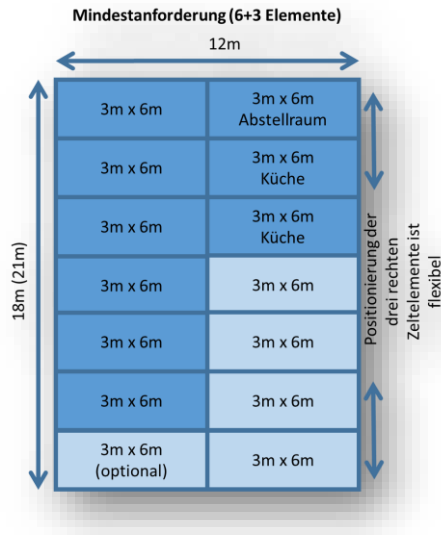 Mindestanforderung (6+3 Elemente)
12m
18m (21m)
3m x 6m
3m x 6m
Abstellraum
3m x 6m
3m x 6m
Küche
3m x 6m
3m x 6m
Küche
3m x 6m
3m x 6m
3m x 6m
3m x 6m
3m x 6m
3m x 6m
3m x 6m
(optional)
3m x 6m
Positionierung der
drei rechten
Zeltelemente ist
flexibel